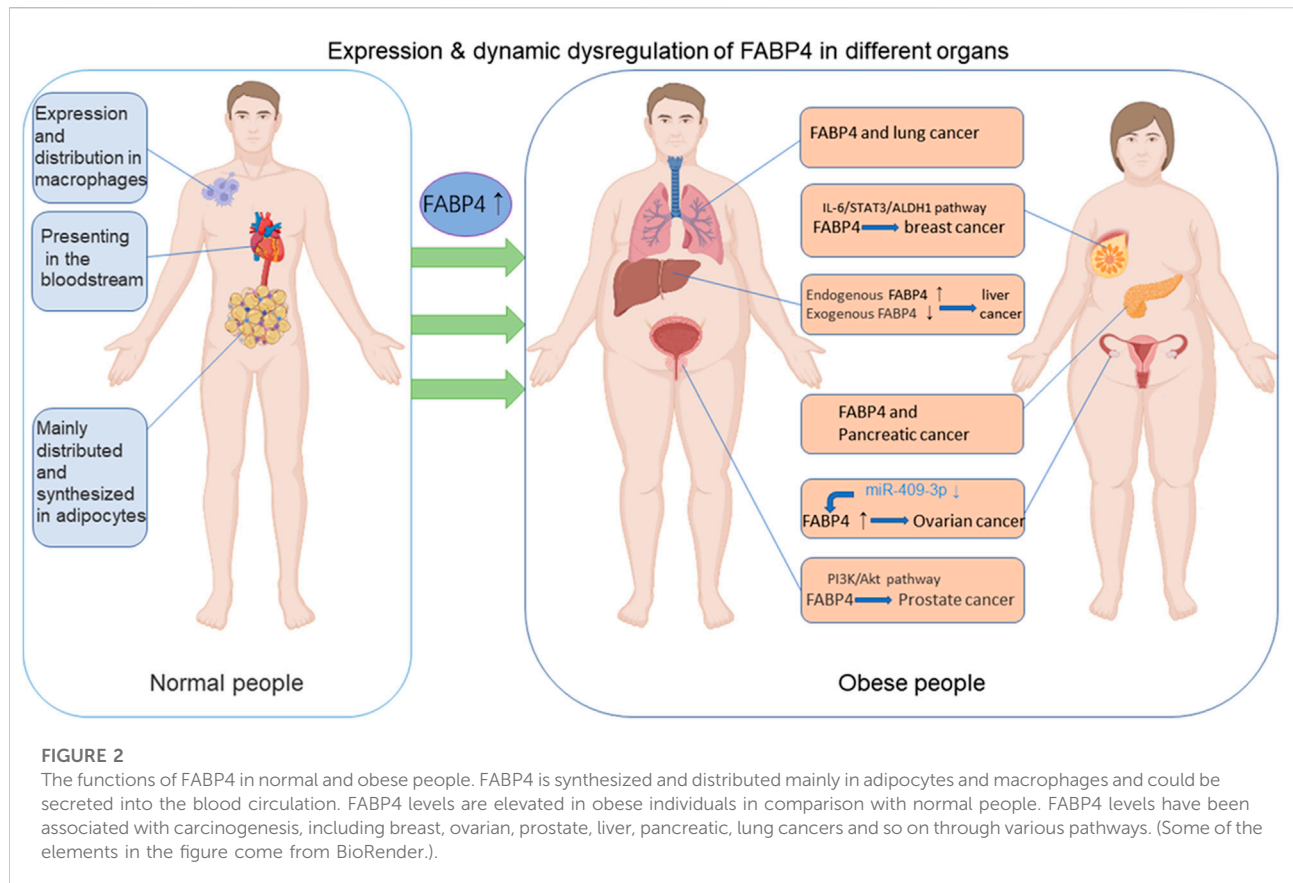 Expression & dynamic dysregulation of FABP4 in different organs
Expression
and
distribution in
macrophages
Presenting
in the
bloodstream
Mainly
distributed
and
synthesized
in adipocytes
Normal people
FABP4 ↑
FABP4 and lung cancer
IL-6/STAT3/ALDH1 pathway
FABP4 → breast cancer
Endogenous FABP4 ↑ → liver
Exogenous FABP4 ↓ cancer
FABP4 and
Pancreatic cancer
miR-409-3p ↓
FABP4 ↑ → Ovarian cancer
PI3K/Akt pathway
FABP4 → Prostate cancer
Obese people
FIGURE 2
The functions of FABP4 in normal and obese people. FABP4 is synthesized and distributed mainly in adipocytes and macrophages and could be
secreted into the blood circulation. FABP4 levels are elevated in obese individuals in comparison with normal people. FABP4 levels have been
associated with carcinogenesis, including breast, ovarian, prostate, liver, pancreatic, lung cancers and so on through various pathways. (Some of the
elements in the figure come from BioRender.).